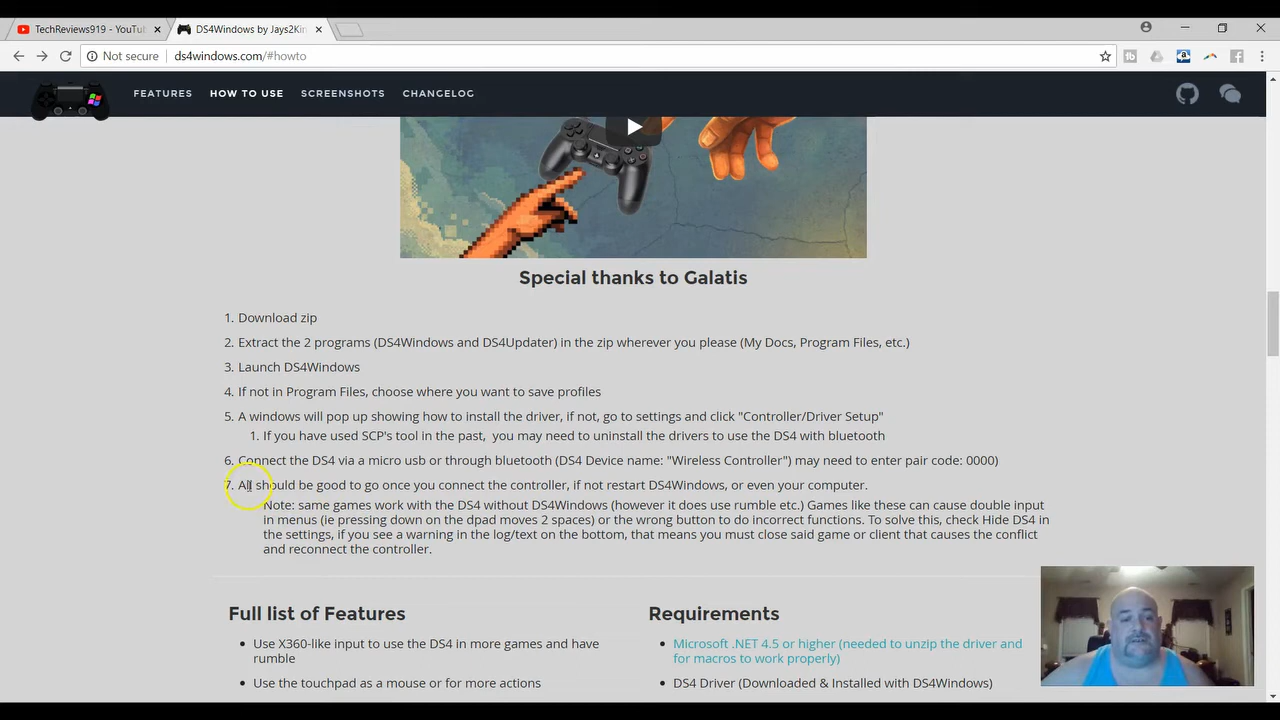 TechReviews919 - YouTu
DS4Windows by Jays2Kin
Not secure
ds4windows.com/#howto
FEATURES
HOW TO USE
SCREENSHOTS
CHANGELOG
Special thanks to Galatis
1. Download zip
2. Extract the 2 programs (DS4Windows and DS4Updater) in the zip wherever you please (My Docs, Program Files, etc.)
3. Launch DS4Windows
4. If not in Program Files, choose where you want to save profiles
5. A windows will pop up showing how to install the driver, if not, go to settings and click "Controller/Driver Setup"
1. If you have used SCP's tool in the past, you may need to uninstall the drivers to use the DS4 with bluetooth
6. Connect the DS4 via a micro usb or through bluetooth (DS4 Device name: "Wireless Controller") may need to enter pair code: 0000)
7. All should be good to go once you connect the controller, if not restart DS4Windows, or even your computer.
Note: same games work with the DS4 without DS4Windows (however it does use rumble etc.) Games like these can cause double input
in menus (ie pressing down on the dpad moves 2 spaces) or the wrong button to do incorrect functions. To solve this, check Hide DS4 in
the settings, if you see a warning in the log/text on the bottom, that means you must close said game or client that causes the conflict
and reconnect the controller.
Full list of Features
• Use X360-like input to use the DS4 in more games and have
rumble
• Use the touchpad as a mouse or for more actions
Requirements
• Microsoft .NET 4.5 or higher (needed to unzip the driver and
for macros to work properly)
• DS4 Driver (Downloaded & Installed with DS4Windows)